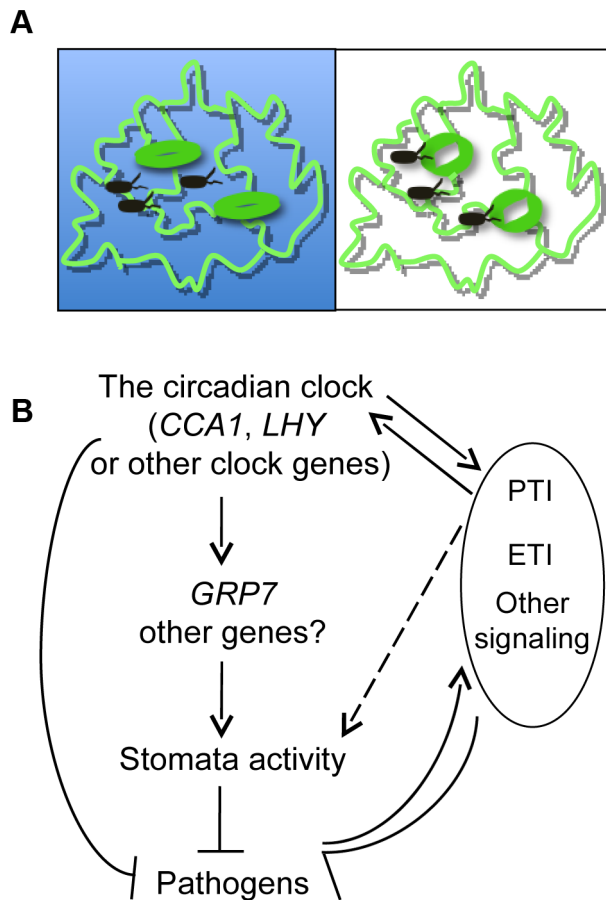 A
B
The circadian clock
(CCA1, LHY
or other clock genes)
PTI
ETI
Other
signaling
GRP7
other genes?
Stomata activity
Pathogens